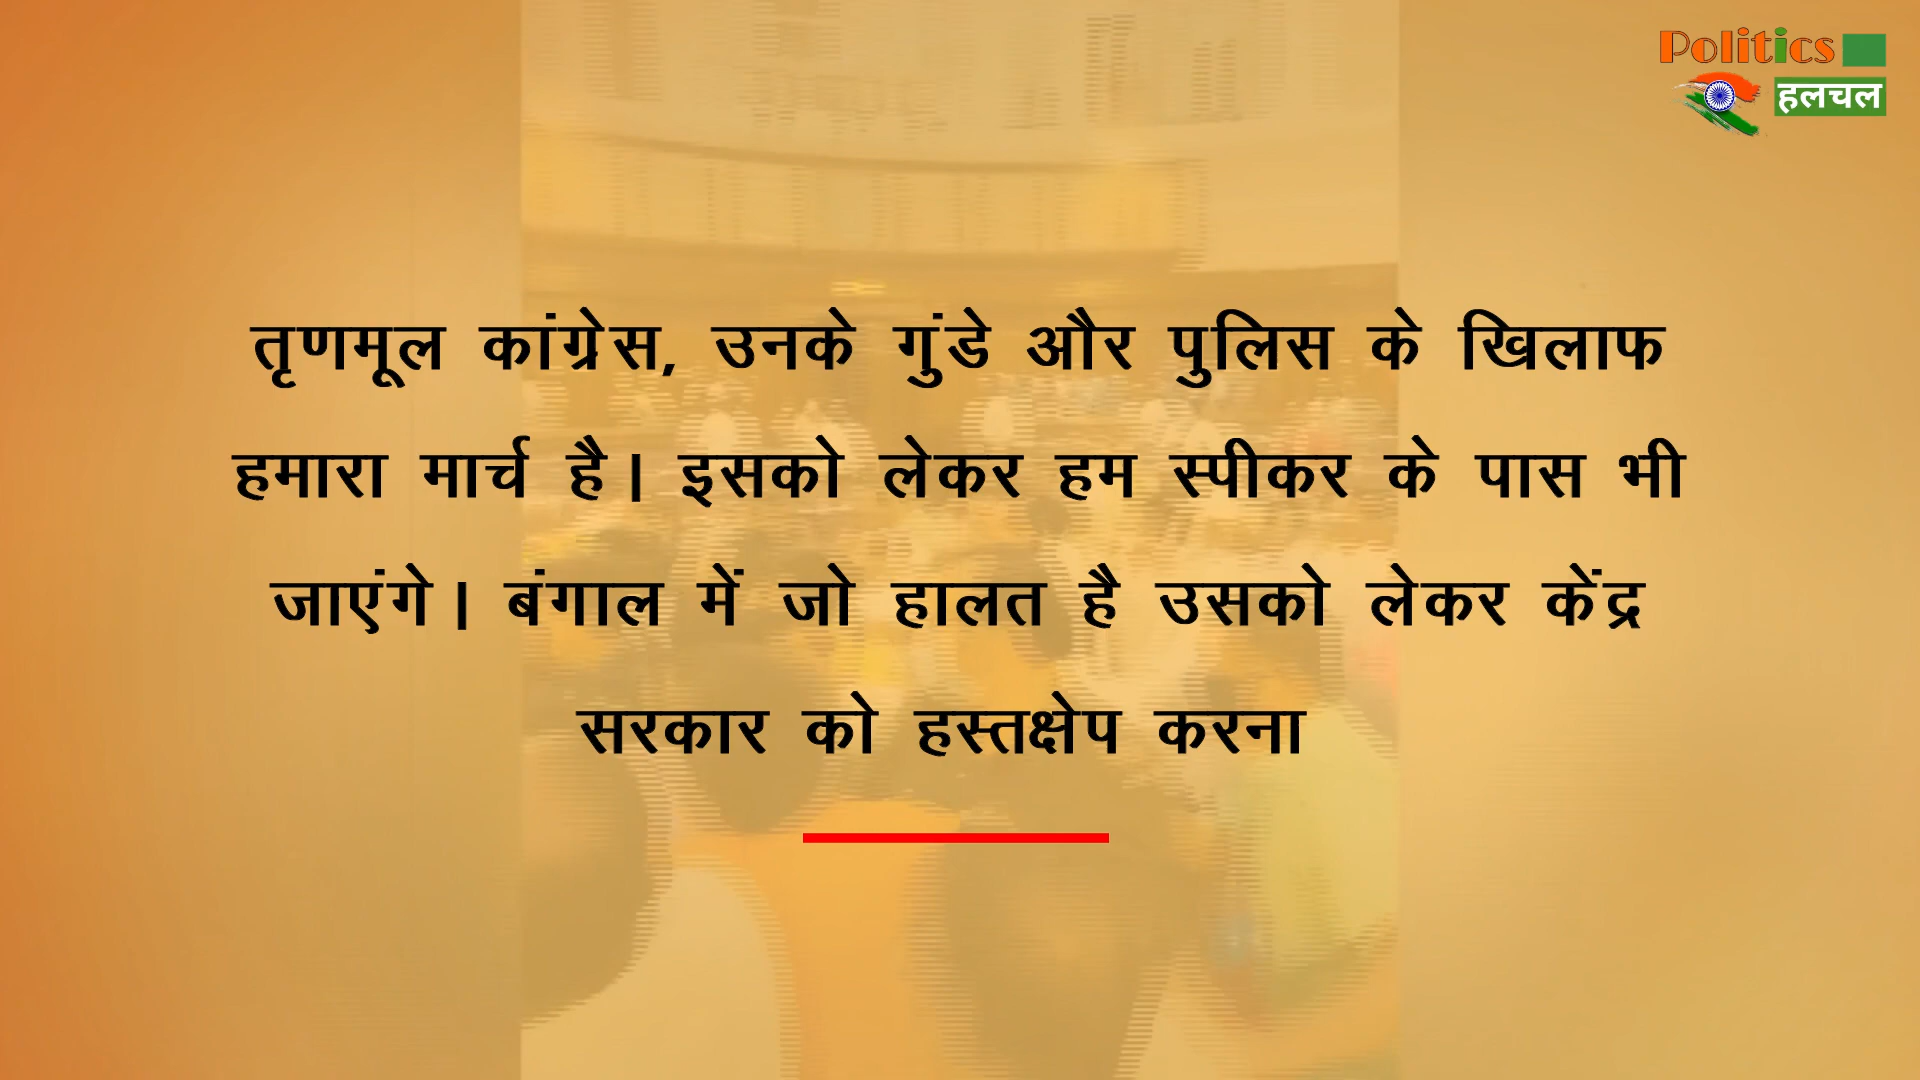 Politics
हलचल
तृणमूल कांग्रेस, उनके गुंडे और पुलिस के खिलाफ
हमारा मार्च है। इसको लेकर हम स्पीकर के पास भी
जाएंगे। बंगाल में जो हालत है उसको लेकर केंद्र
सरकार को हस्तक्षेप करना